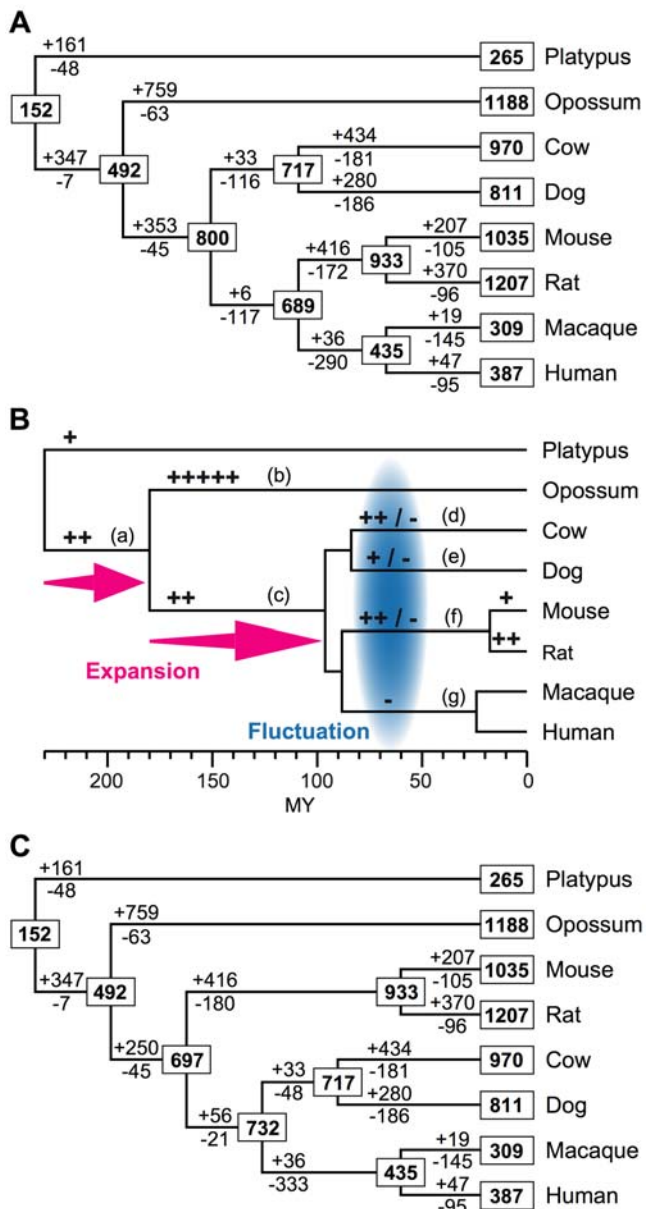 A
+161
-48
265 Platypus
152
+759
-63
1188 Opossum
+347
-7
492
+33
-116
717
+434
-181
970 Cow
+280
-186
811 Dog
+353
-45
800
+416
-172
933
+207
-105
1035 Mouse
+370
-96
1207 Rat
+6
-117
689
+36
-290
435
+19
-145
309 Macaque
+47
-95
387 Human
B
+
Platypus
+++++ (b)
Opossum
++ (a)
++ / - (d)
Cow
+ / - (e)
Dog
++ (c)
++ / - (f)
+
Mouse
++
Rat
Expansion
- (g)
Macaque
Fluctuation
Human
200 150 100 50 0
MY
C
+161
-48
265 Platypus
152
+759
-63
1188 Opossum
+347
-7
492
+416
-180
933
+207
-105
1035 Mouse
+370
-96
1207 Rat
+250
-45
697
+33
-48
717
+434
-181
970 Cow
+280
-186
811 Dog
+56
-21
732
+36
-333
435
+19
-145
309 Macaque
+47
-95
387 Human